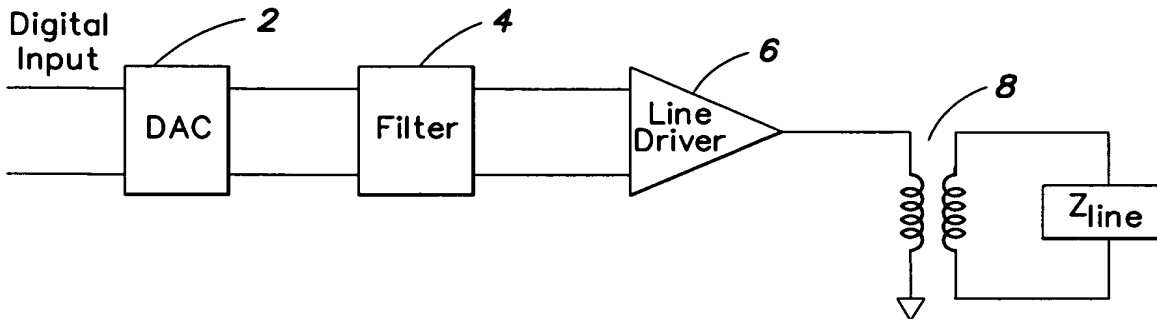 Digital
Input
2
DAC
4
Filter
6
Line
Driver
8
Zline